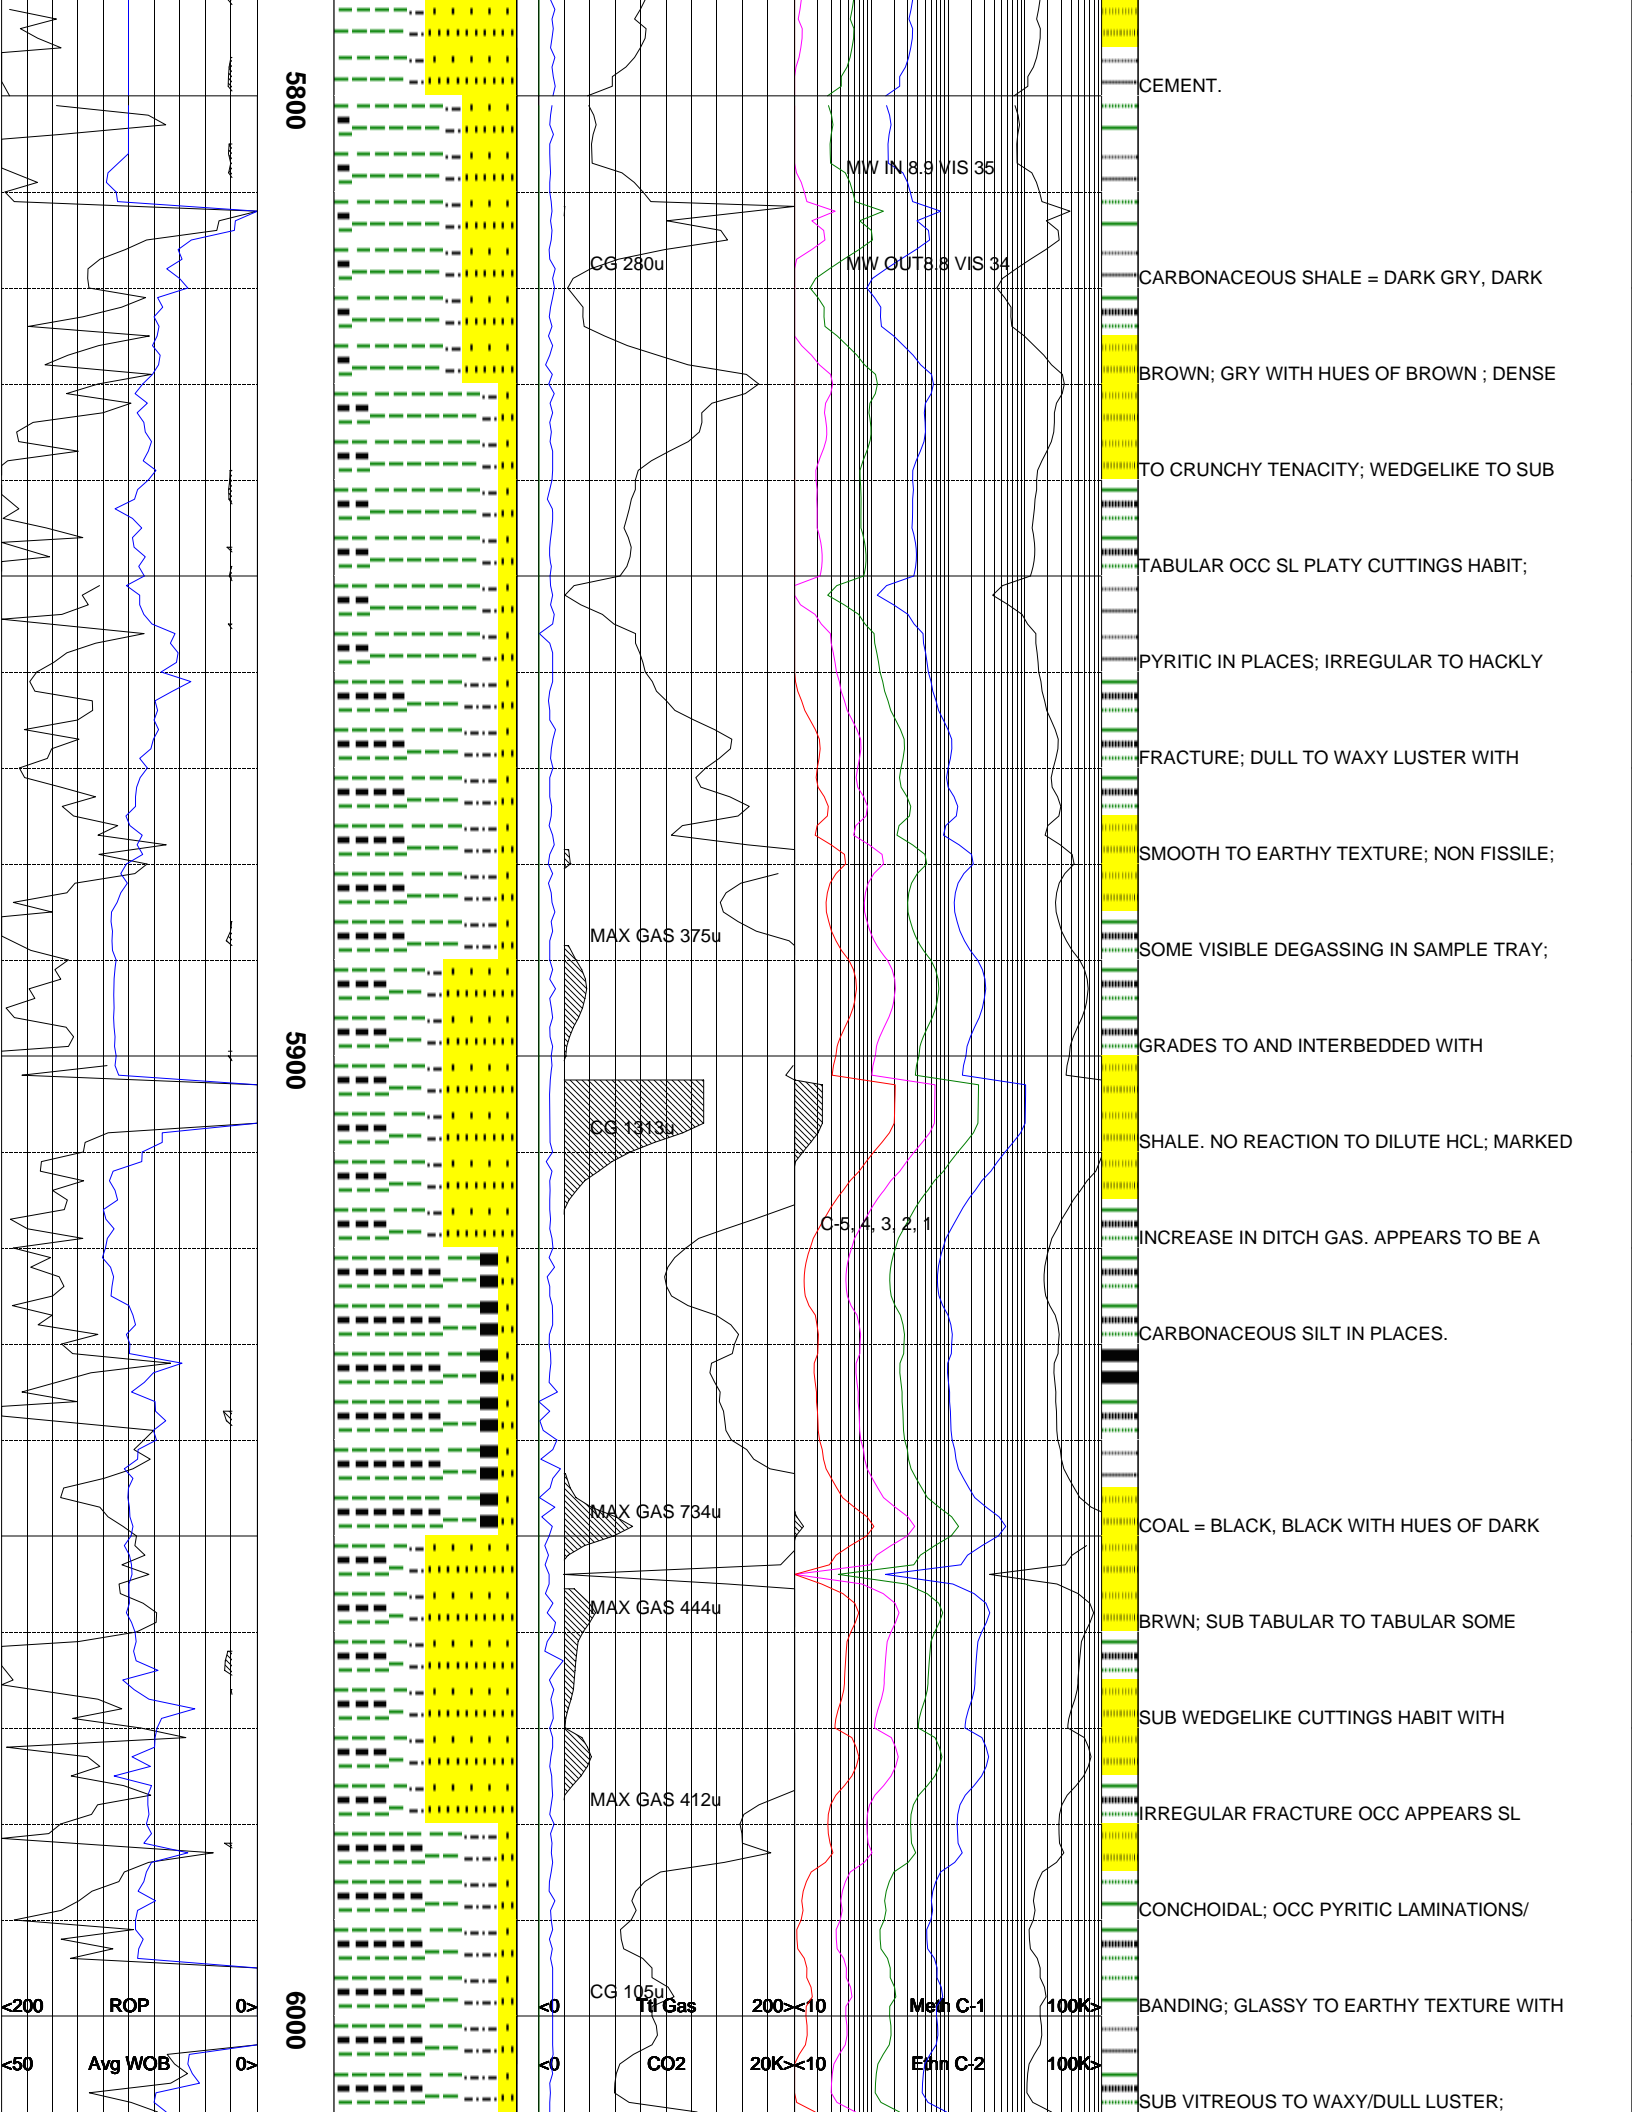 CEMENT.
5800
MW IN 8.9 VIS 35
CG 280u
MW OUT8.8 VIS 34
CARBONACEOUS SHALE = DARK GRY, DARK
BROWN; GRY WITH HUES OF BROWN ; DENSE
TO CRUNCHY TENACITY; WEDGELIKE TO SUB
TABULAR OCC SL PLATY CUTTINGS HABIT;
PYRITIC IN PLACES; IRREGULAR TO HACKLY
FRACTURE; DULL TO WAXY LUSTER WITH
SMOOTH TO EARTHY TEXTURE; NON FISSILE;
MAX GAS 375u
SOME VISIBLE DEGASSING IN SAMPLE TRAY;
5900
GRADES TO AND INTERBEDDED WITH
CG 1313u
SHALE. NO REACTION TO DILUTE HCL; MARKED
C-5, 4, 3, 2, 1
INCREASE IN DITCH GAS. APPEARS TO BE A
CARBONACEOUS SILT IN PLACES.
MAX GAS 734u
COAL = BLACK, BLACK WITH HUES OF DARK
MAX GAS 444u
BRWN; SUB TABULAR TO TABULAR SOME
SUB WEDGELIKE CUTTINGS HABIT WITH
MAX GAS 412u
IRREGULAR FRACTURE OCC APPEARS SL
CONCHOIDAL; OCC PYRITIC LAMINATIONS/
CG 105u
<200 ROP 0>
6000
<0 Ttl Gas 200>
<10 Meth C-1 100K>
BANDING; GLASSY TO EARTHY TEXTURE WITH
<50 Avg WOB 0>
<0 CO2 20K>
<10 Ethn C-2 100K>
SUB VITREOUS TO WAXY/DULL LUSTER;